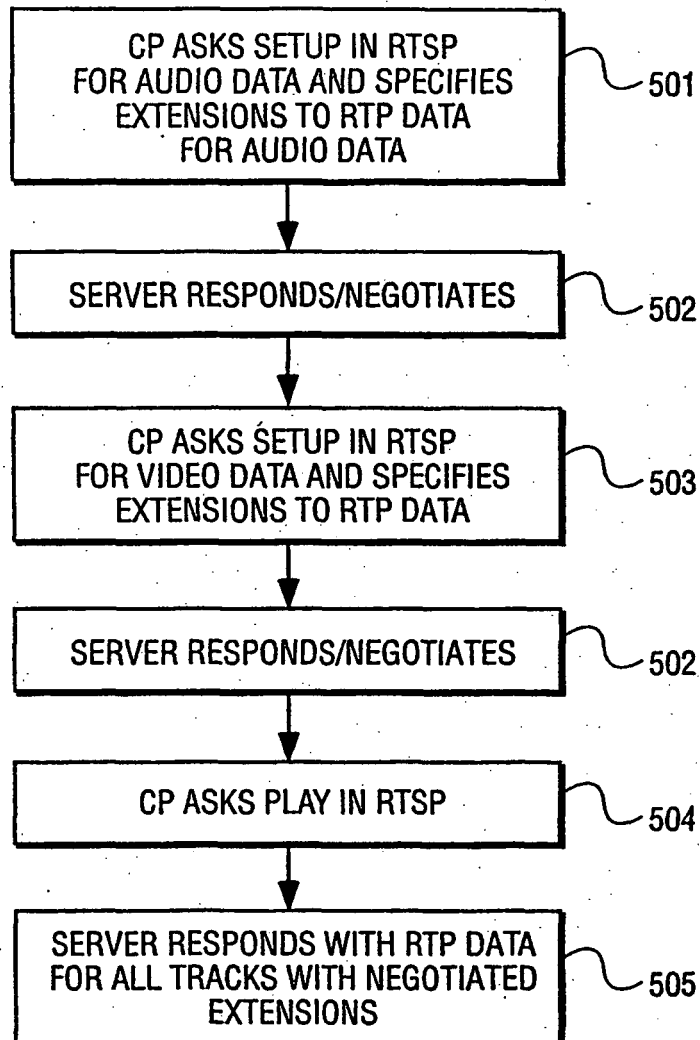 CP ASKS SETUP IN RTSP
FOR AUDIO DATA AND SPECIFIES
EXTENSIONS TO RTP DATA
FOR AUDIO DATA
501
SERVER RESPONDS/NEGOTIATES
502
CP ASKS SETUP IN RTSP
FOR VIDEO DATA AND SPECIFIES
EXTENSIONS TO RTP DATA
503
SERVER RESPONDS/NEGOTIATES
502
CP ASKS PLAY IN RTSP
504
SERVER RESPONDS WITH RTP DATA
FOR ALL TRACKS WITH NEGOTIATED
EXTENSIONS
505